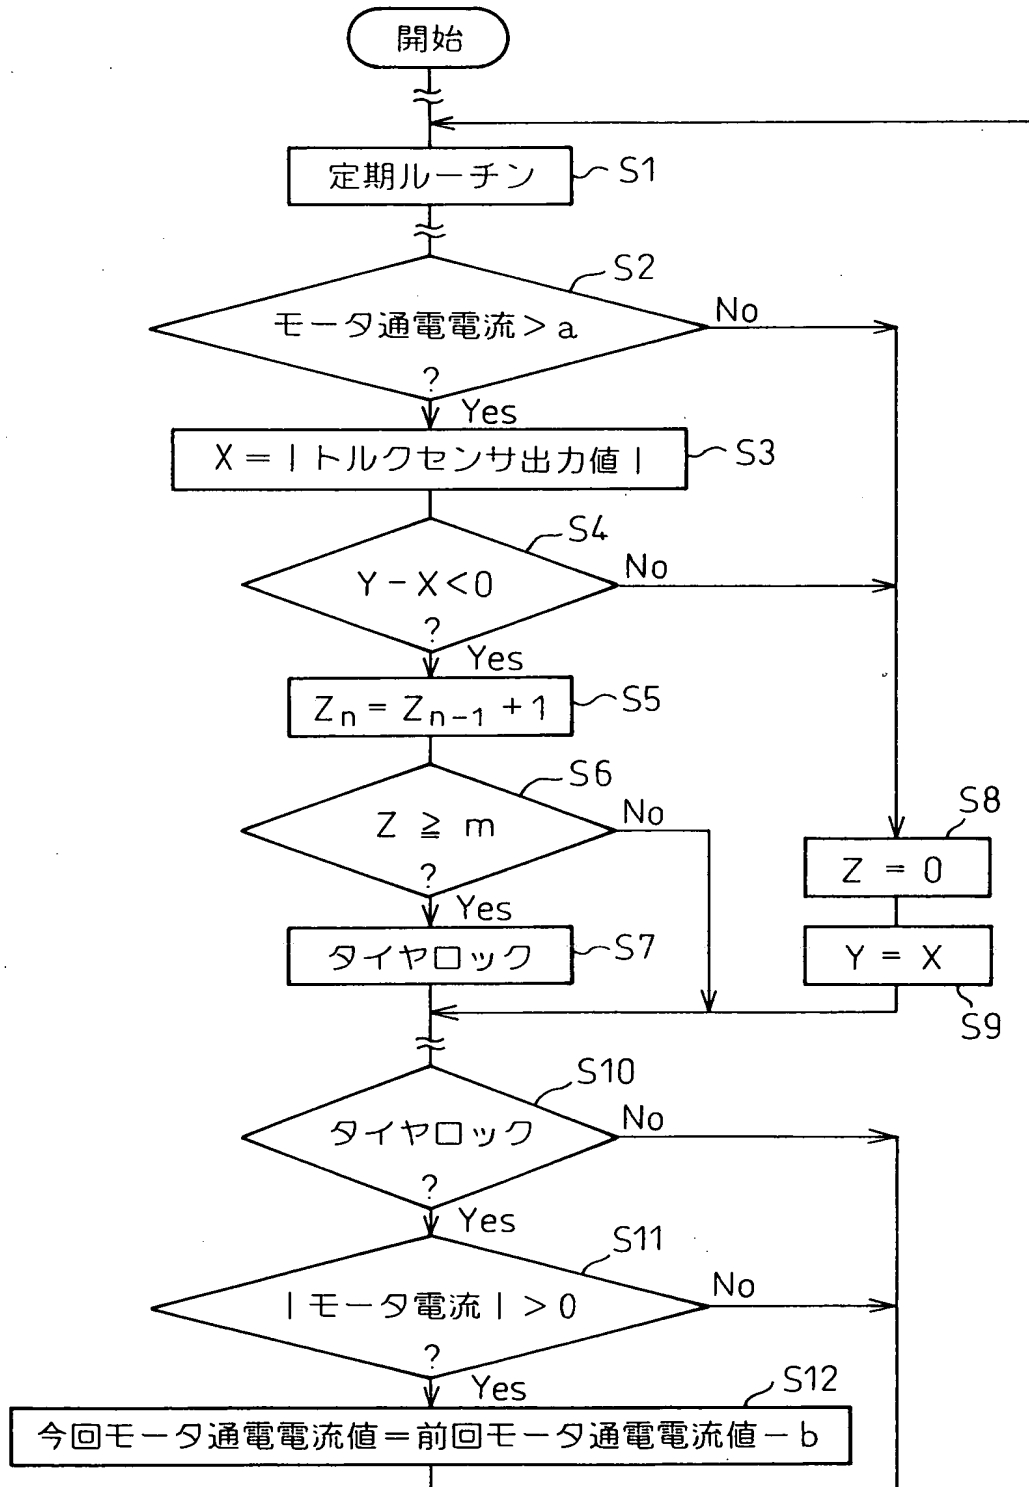 開始
定期ルーチン
S1
S2
モータ通電電流>a
?
No
Yes
X=|トルクセンサ出力値|
S3
S4
Y-X<0
?
No
Yes
Zn=Zn-1+1
S5
S6
Z ≧ m
?
No
Yes
タイヤロック
S7
S8
Z = 0
Y = X
S9
S10
タイヤロック
?
No
Yes
S11
|モータ電流|>0
?
No
Yes
S12
今回モータ通電電流値=前回モータ通電電流値-b